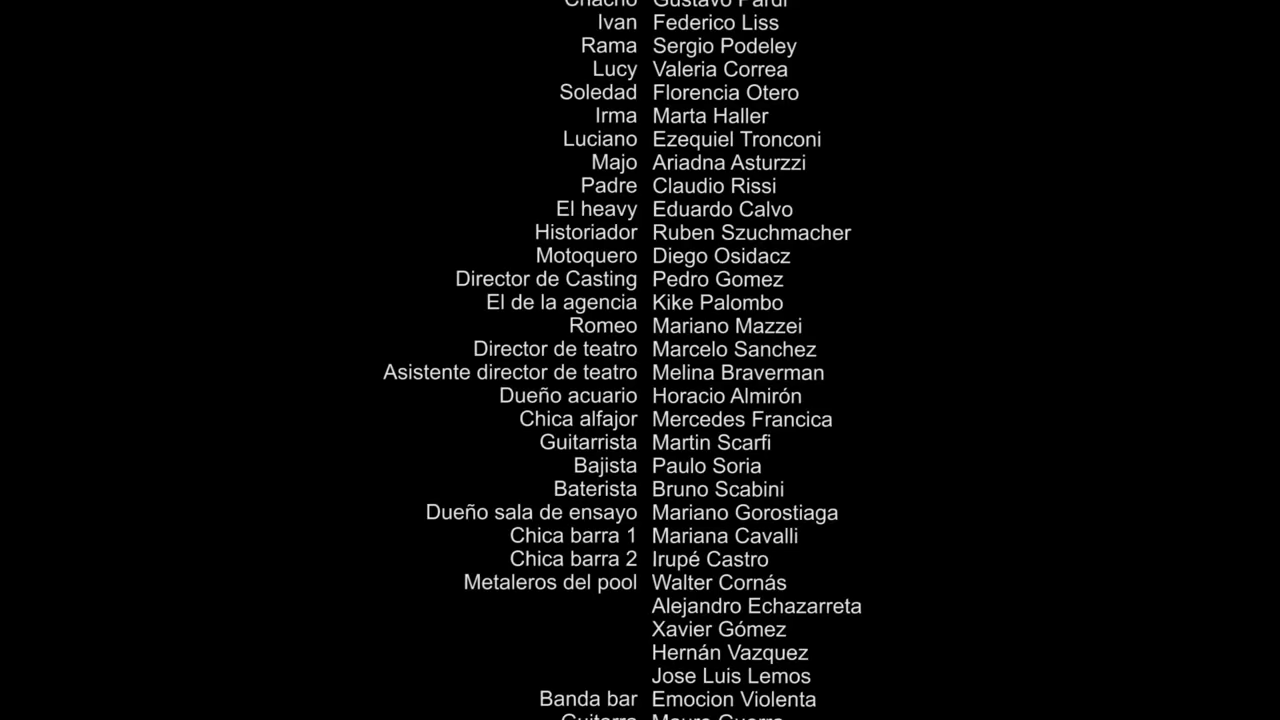 Chacho Gustavo Pardi
Ivan Federico Liss
Rama Sergio Podeley
Lucy Valeria Correa
Soledad Florencia Otero
Irma Marta Haller
Luciano Ezequiel Tronconi
Majo Ariadna Asturzzi
Padre Claudio Rissi
El heavy Eduardo Calvo
Historiador Ruben Szuchmacher
Motoquero Diego Osidacz
Director de Casting Pedro Gomez
El de la agencia Kike Palombo
Romeo Mariano Mazzei
Director de teatro Marcelo Sanchez
Asistente director de teatro Melina Braverman
Dueño acuario Horacio Almirón
Chica alfajor Mercedes Francica
Guitarrista Martin Scarfi
Bajista Paulo Soria
Baterista Bruno Scabini
Dueño sala de ensayo Mariano Gorostiaga
Chica barra 1 Mariana Cavalli
Chica barra 2 Irupé Castro
Metaleros del pool Walter Cornás
Alejandro Echazarreta
Xavier Gómez
Hernán Vazquez
Jose Luis Lemos
Banda bar Emocion Violenta